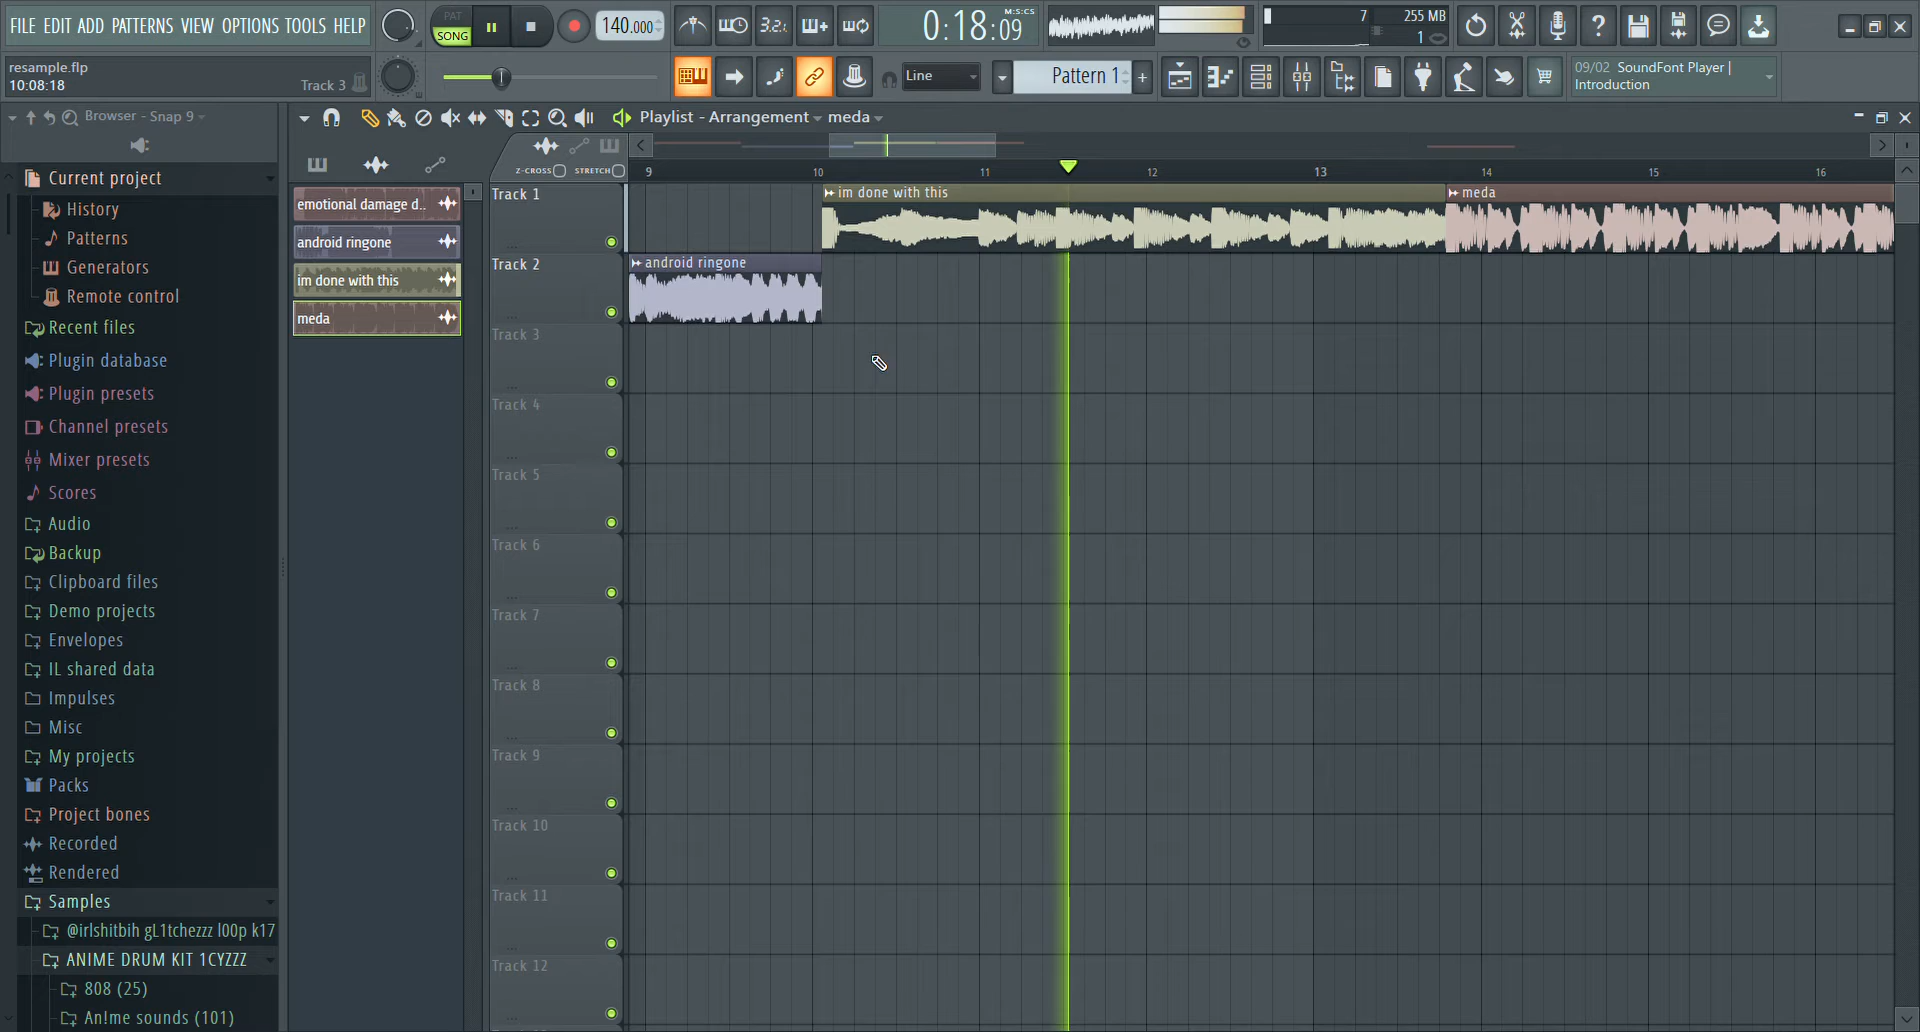 FILE EDIT ADD PATTERNS VIEW OPTIONS TOOLS HELP
PAT
SONG
140.000
3.2.
0:18:09
M:S:CS
7
255 MB
1
resample.flp
10:08:18
Track 3
Line
Pattern 1
+
09/02 SoundFont Player |
Introduction
Browser - Snap 9
Playlist - Arrangement
meda
Z-CROSS
STRETCH
9
10
11
12
13
14
15
16
Current project
History
Patterns
Generators
Remote control
Recent files
Plugin database
Plugin presets
Channel presets
Mixer presets
Scores
Audio
Backup
Clipboard files
Demo projects
Envelopes
IL shared data
Impulses
Misc
My projects
Packs
Project bones
Recorded
Rendered
Samples
@irlshitbih gL1tchezzz l00p k17
ANIME DRUM KIT 1CYZZZ
808 (25)
An!me sounds (101)
emotional damage d..
android ringone
im done with this
meda
Track 1
Track 2
Track 3
Track 4
Track 5
Track 6
Track 7
Track 8
Track 9
Track 10
Track 11
Track 12
im done with this
meda
android ringone